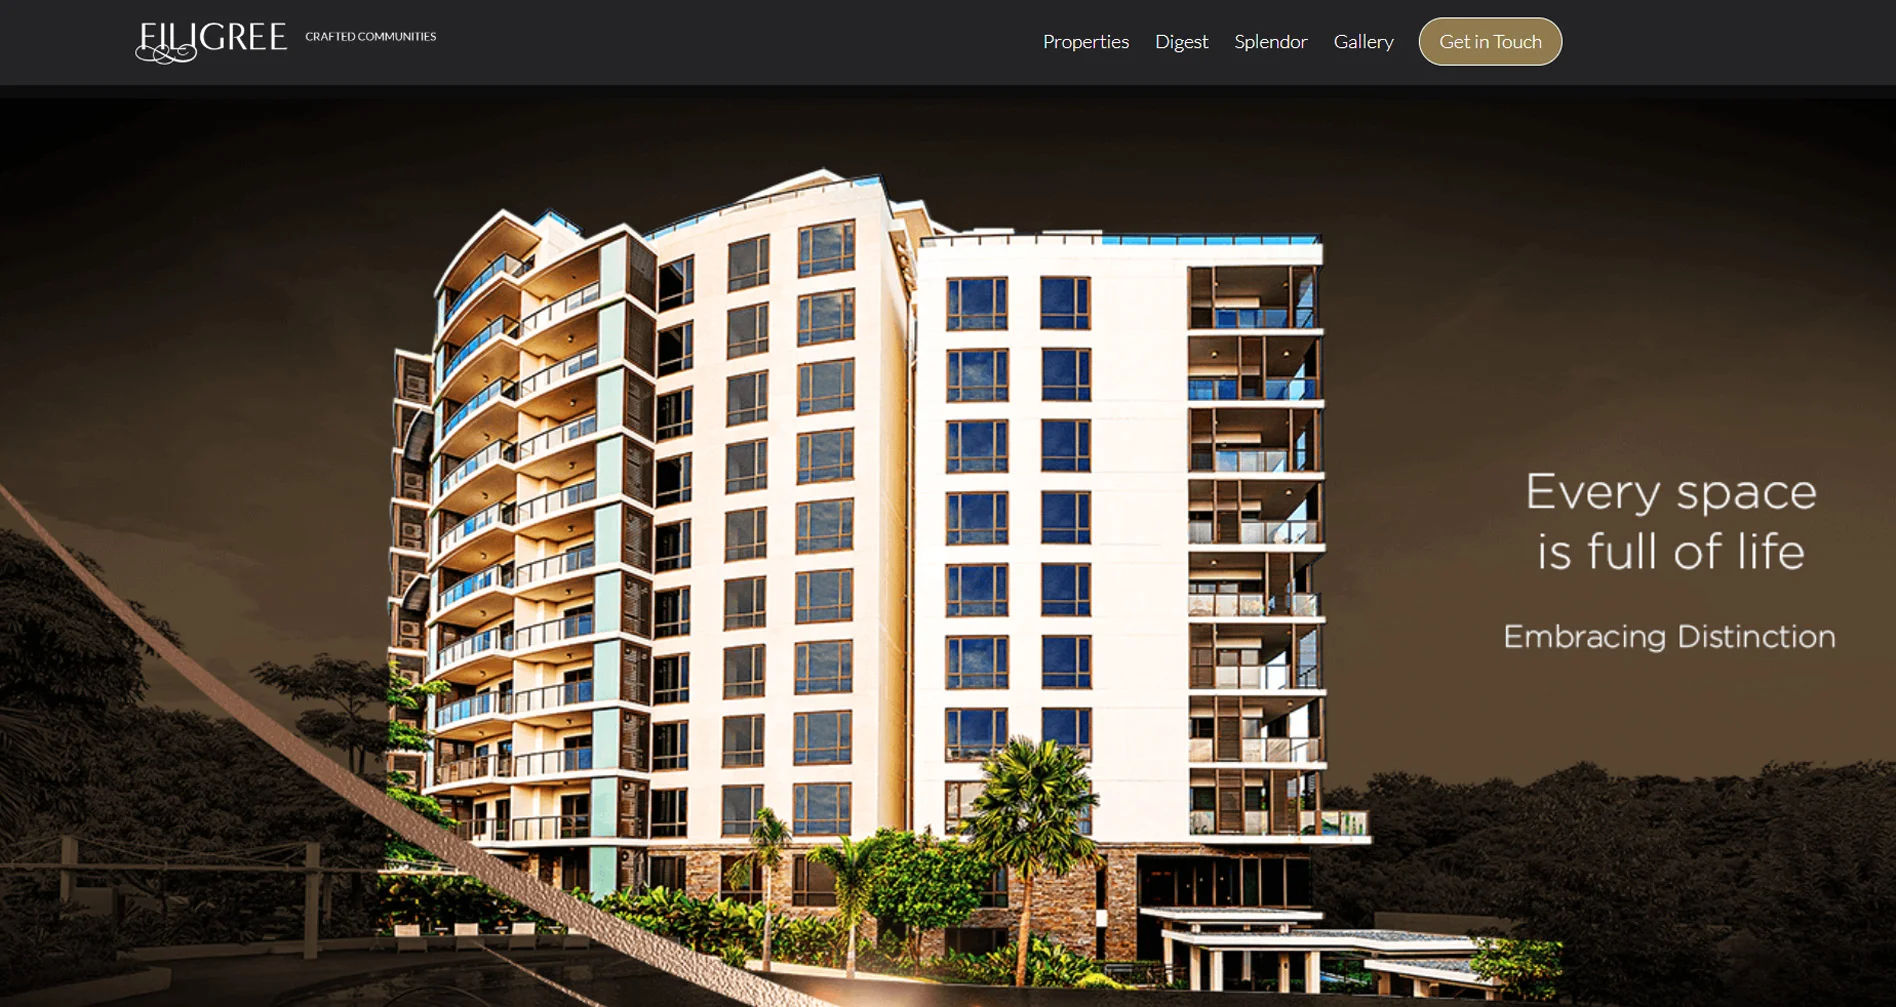 FILIGREE
CRAFTED COMMUNITIES
Properties
Digest
Splendor
Gallery
Get in Touch
Every space
is full of life
Embracing Distinction